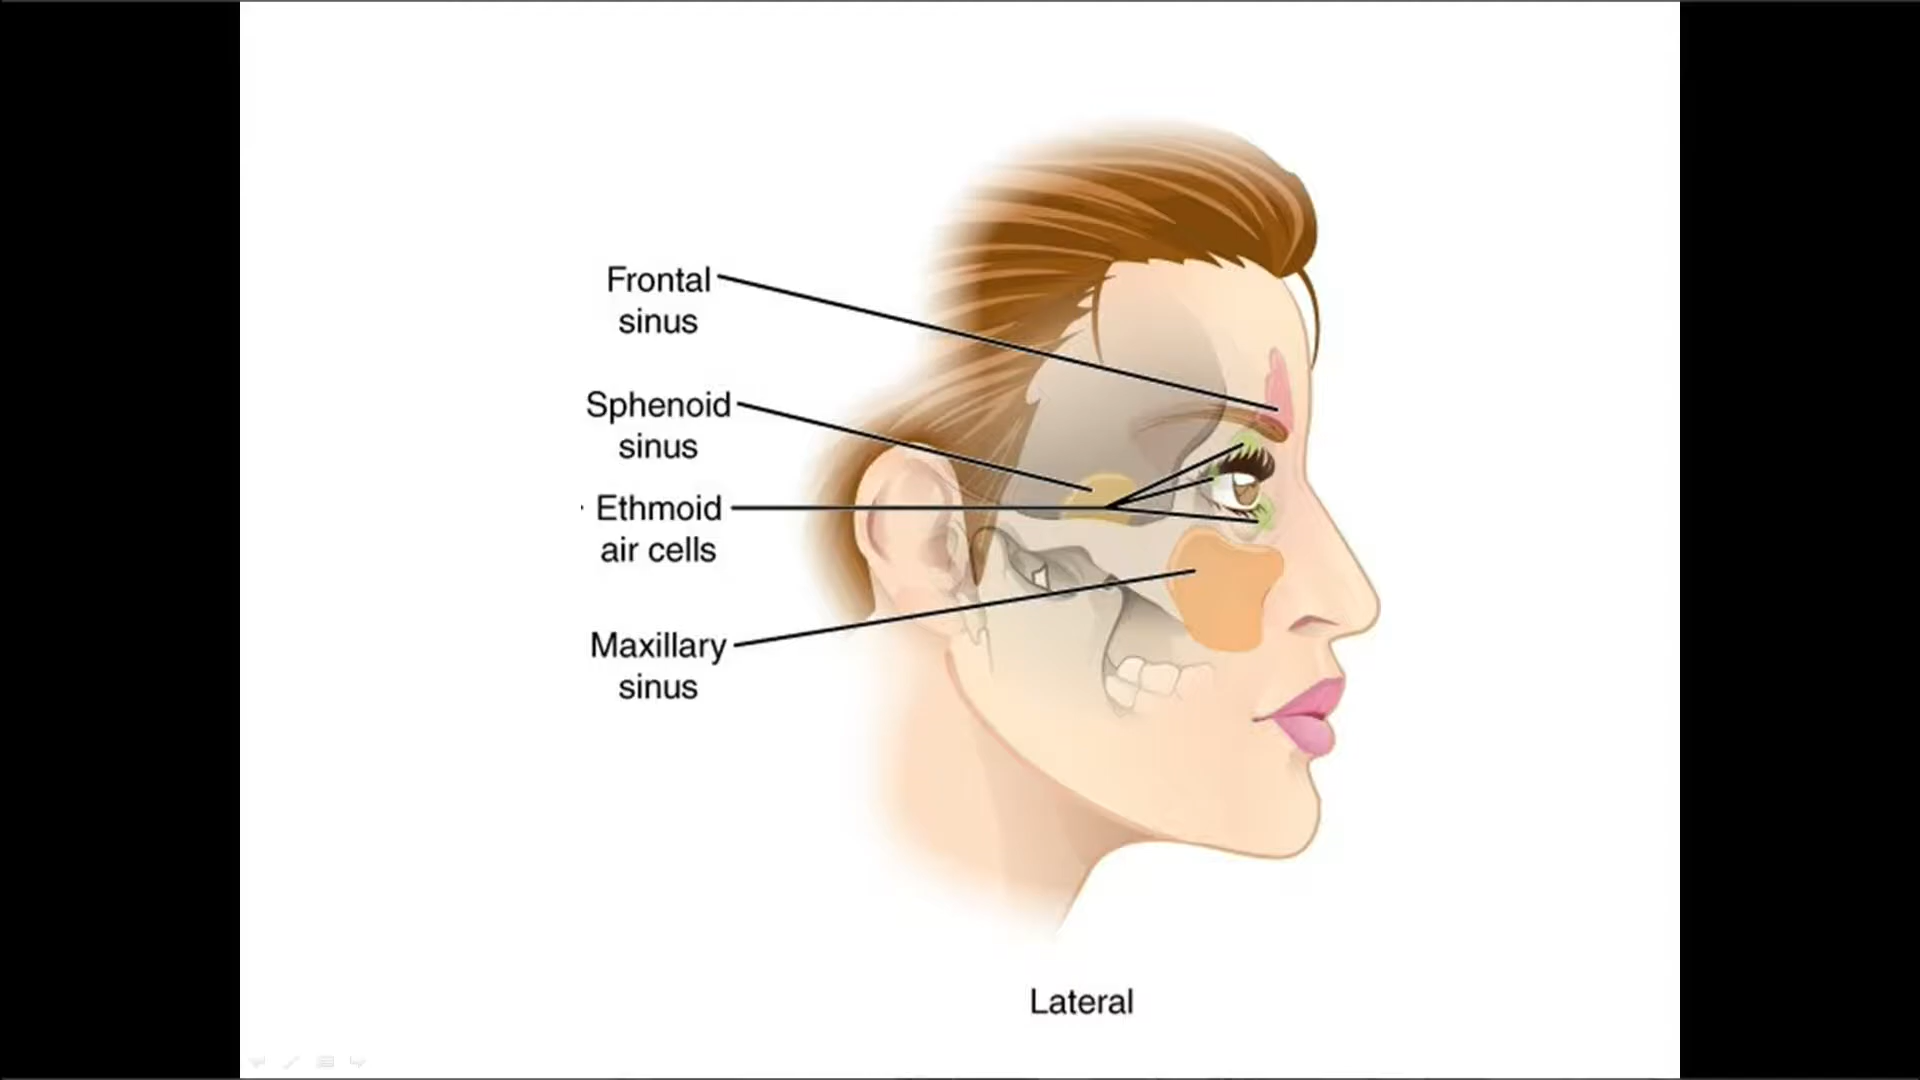 Frontal
sinus
Sphenoid
sinus
Ethmoid
air cells
Maxillary
sinus
Lateral